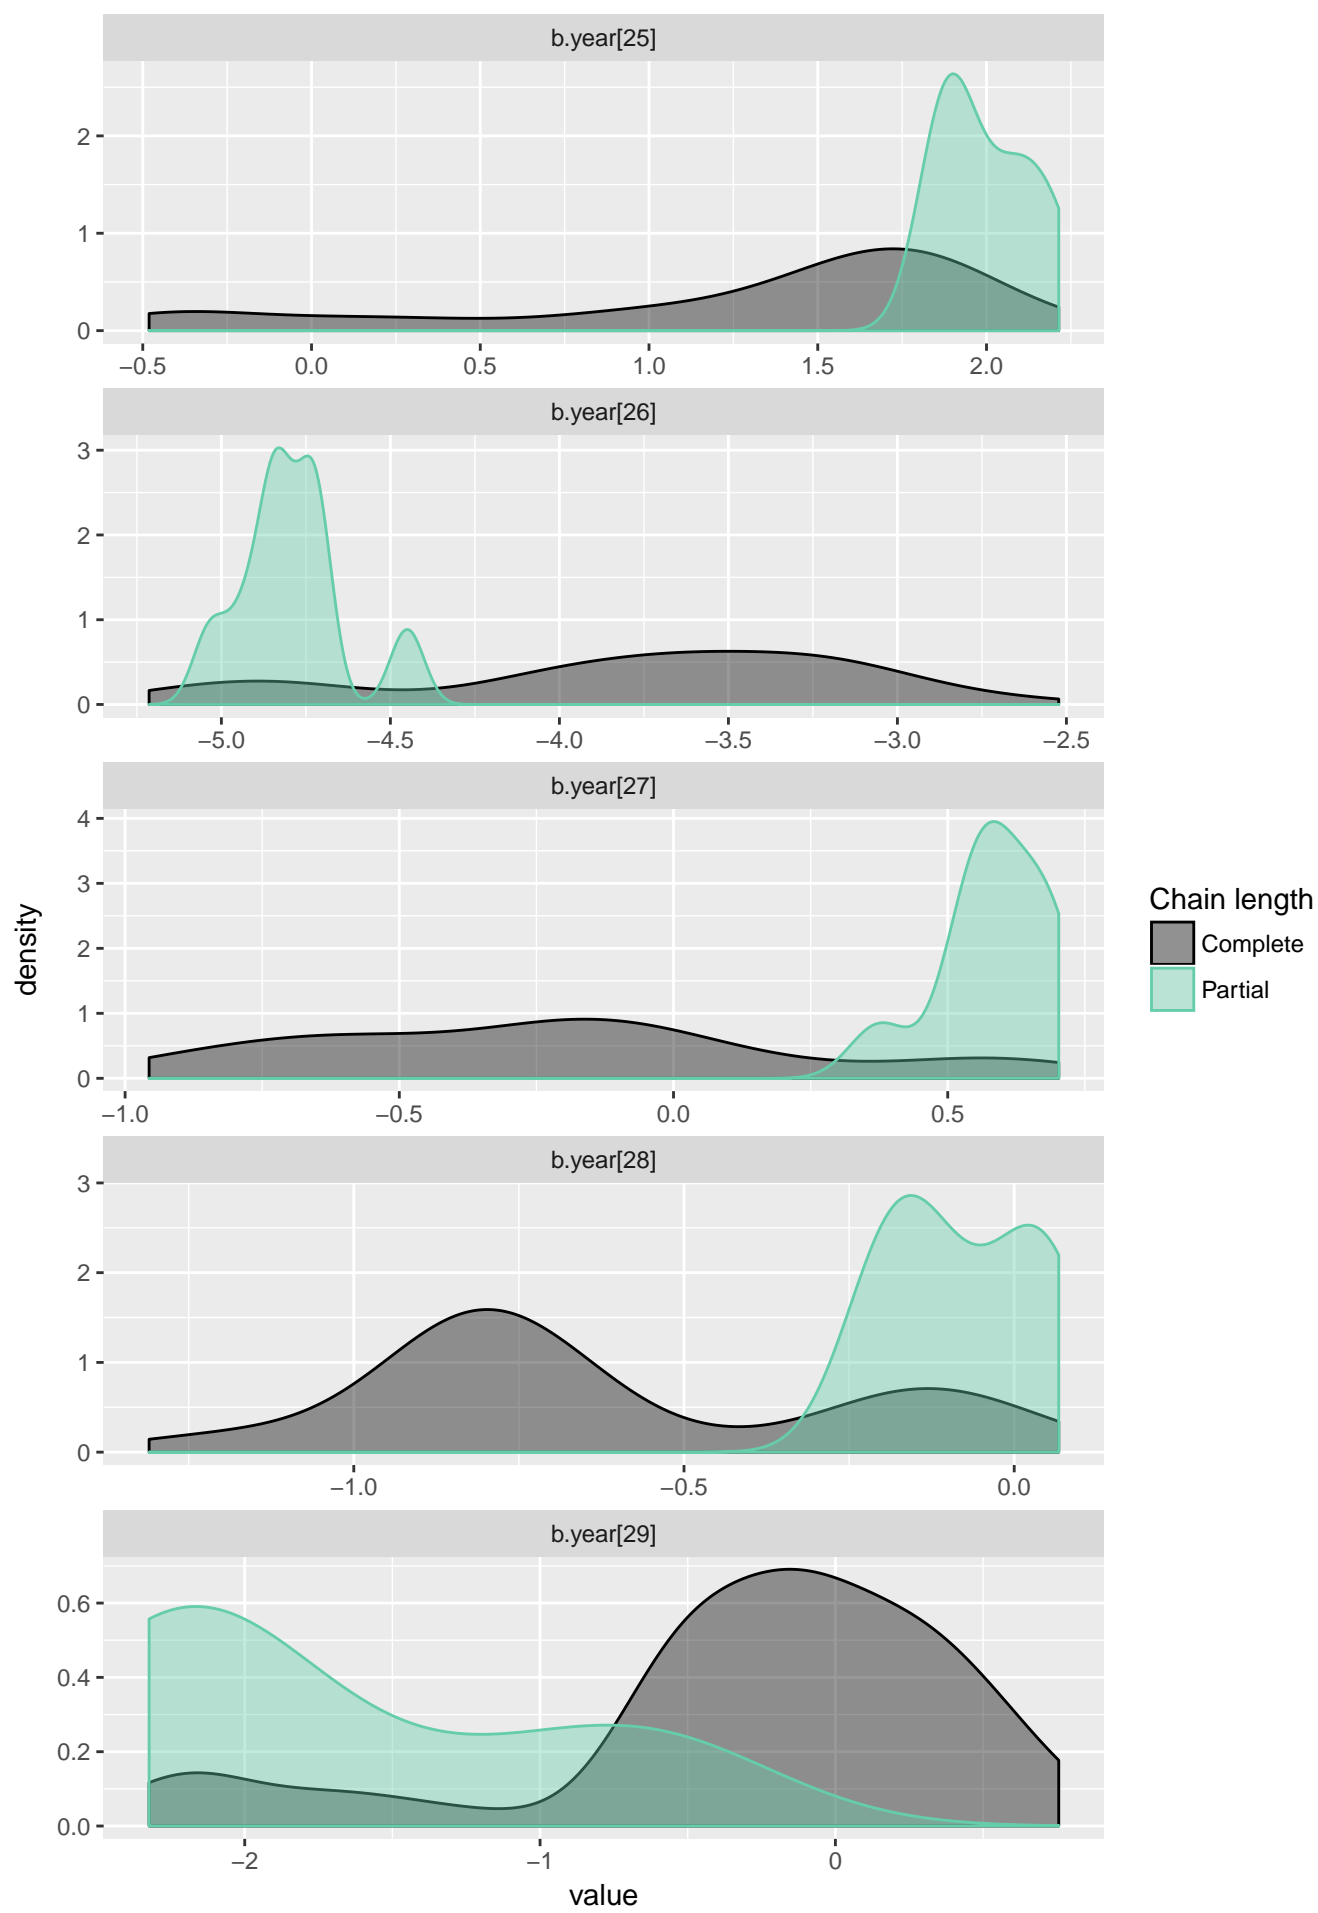 b.year[25]
2
1
0
−0.5 0.0 0.5 1.0 1.5 2.0
b.year[26]
3
2
1
0
−5.0 −4.5 −4.0 −3.5 −3.0 −2.5
b.year[27]
4
3
2
1
0
−1.0 −0.5 0.0 0.5
b.year[28]
3
2
1
0
−1.0 −0.5 0.0
b.year[29]
0.6
0.4
0.2
0.0
−2 −1 0
value
density
Chain length
Complete
Partial